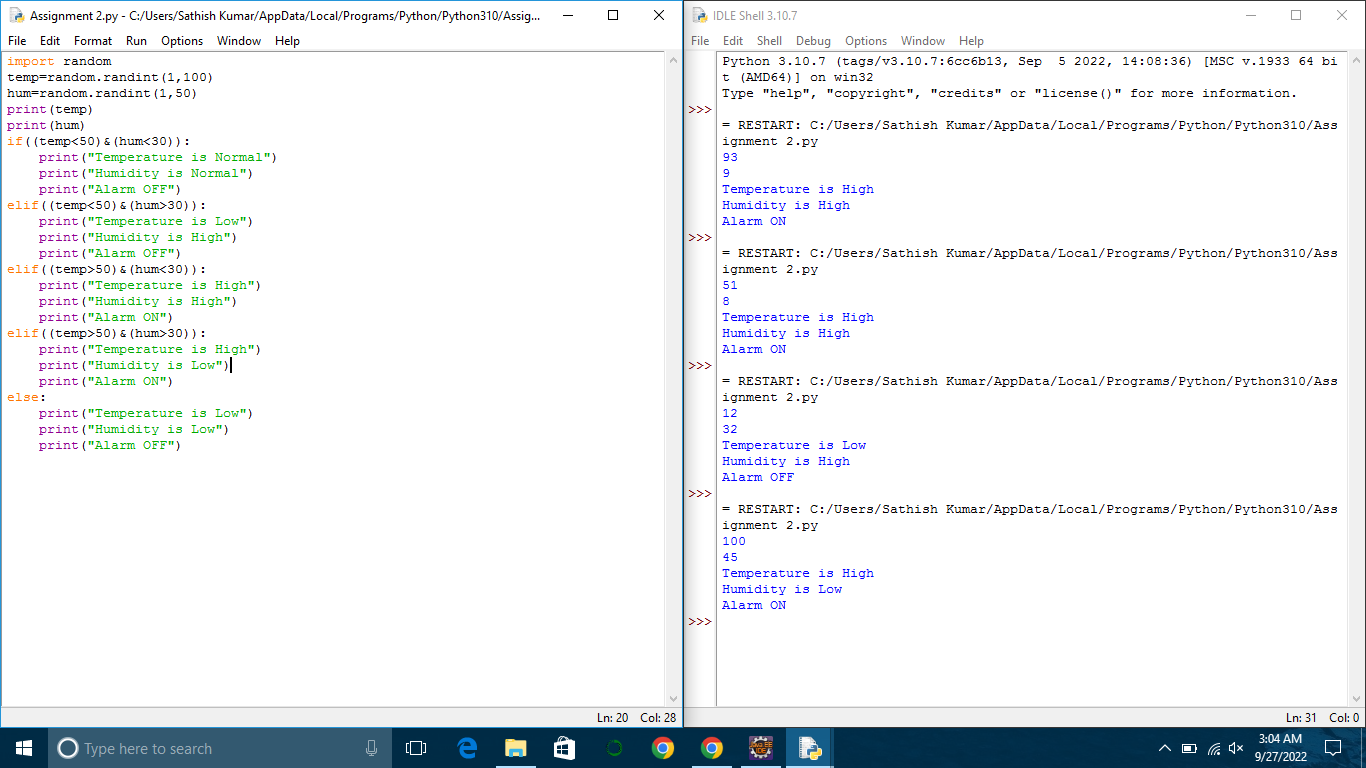 Assignment 2.py - C:/Users/Sathish Kumar/AppData/Local/Programs/Python/Python310/Assig...
File Edit Format Run Options Window Help
import random
temp=random.randint(1,100)
hum=random.randint(1,50)
print(temp)
print(hum)
if((temp<50)&(hum<30)):
    print("Temperature is Normal")
    print("Humidity is Normal")
    print("Alarm OFF")
elif((temp<50)&(hum>30)):
    print("Temperature is Low")
    print("Humidity is High")
    print("Alarm OFF")
elif((temp>50)&(hum<30)):
    print("Temperature is High")
    print("Humidity is High")
    print("Alarm ON")
elif((temp>50)&(hum>30)):
    print("Temperature is High")
    print("Humidity is Low")
    print("Alarm ON")
else:
    print("Temperature is Low")
    print("Humidity is Low")
    print("Alarm OFF")
Ln: 20 Col: 28
IDLE Shell 3.10.7
File Edit Shell Debug Options Window Help
Python 3.10.7 (tags/v3.10.7:6cc6b13, Sep  5 2022, 14:08:36) [MSC v.1933 64 bi
t (AMD64)] on win32
Type "help", "copyright", "credits" or "license()" for more information.
>>>
= RESTART: C:/Users/Sathish Kumar/AppData/Local/Programs/Python/Python310/Ass
ignment 2.py
93
9
Temperature is High
Humidity is High
Alarm ON
>>>
= RESTART: C:/Users/Sathish Kumar/AppData/Local/Programs/Python/Python310/Ass
ignment 2.py
51
8
Temperature is High
Humidity is High
Alarm ON
>>>
= RESTART: C:/Users/Sathish Kumar/AppData/Local/Programs/Python/Python310/Ass
ignment 2.py
12
32
Temperature is Low
Humidity is High
Alarm OFF
>>>
= RESTART: C:/Users/Sathish Kumar/AppData/Local/Programs/Python/Python310/Ass
ignment 2.py
100
45
Temperature is High
Humidity is Low
Alarm ON
>>>
Ln: 31 Col: 0
Type here to search
3:04 AM
9/27/2022